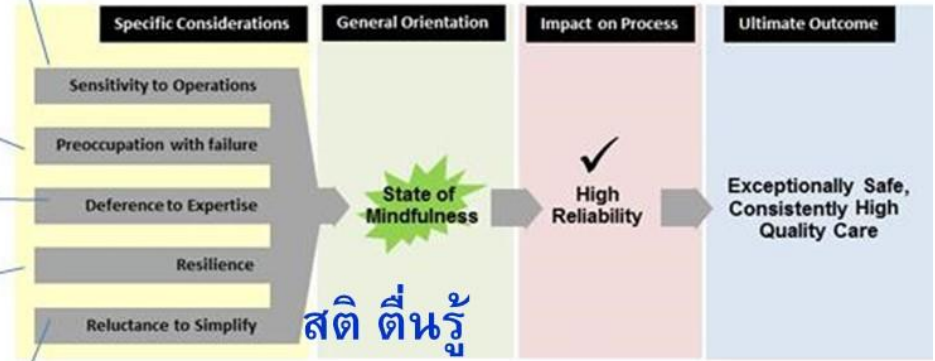 Specific Considerations
General Orientation
Impact on Process
Ultimate Outcome
Sensitivity to Operations
Preoccupation with failure
Deference to Expertise
Resilience
Reluctance to Simplify
State of
Mindfulness
สติ ตื่นรู้
High
Reliability
Exceptionally Safe,
Consistently High
Quality Care